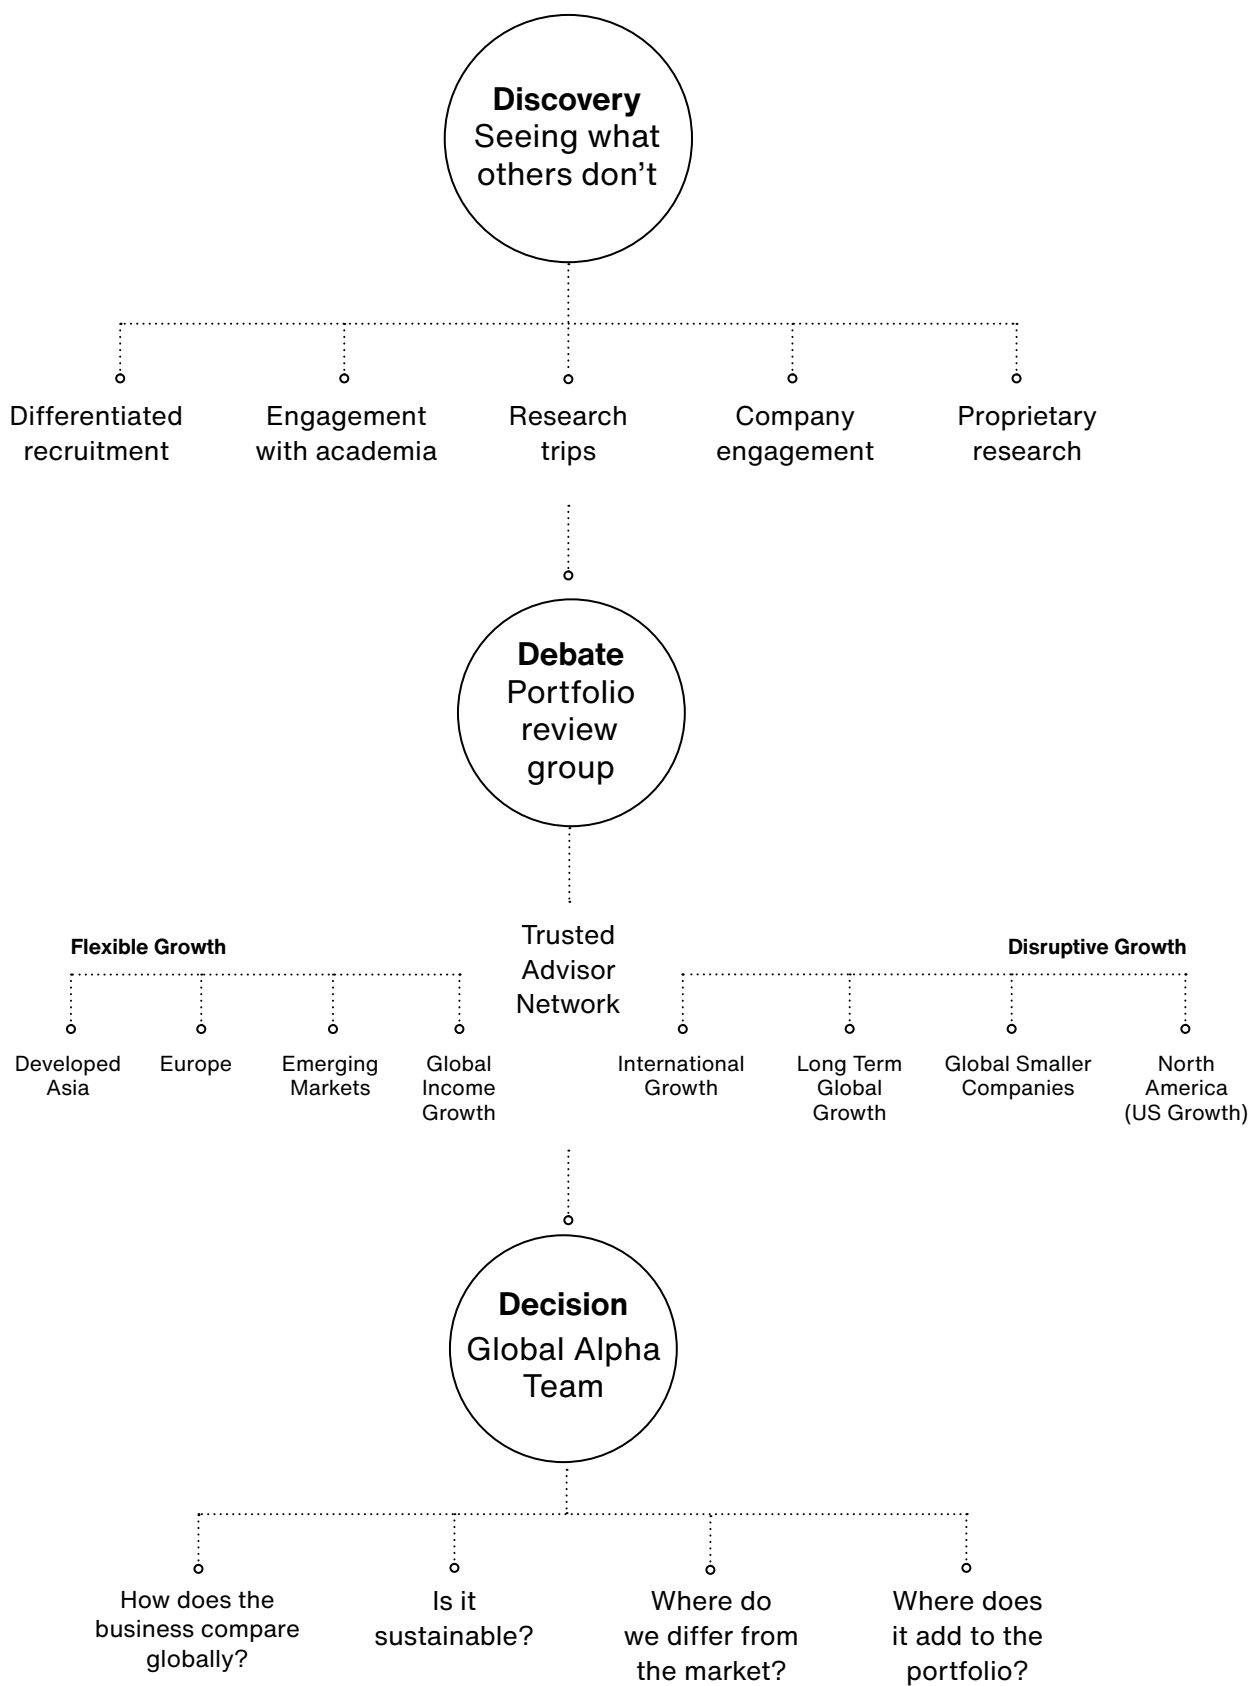 Discovery
Seeing what
others don’t
Differentiated
recruitment
Engagement
with academia
Research
trips
Company
engagement
Proprietary
research
Debate
Portfolio
review
group
Trusted
Advisor
Network
Flexible Growth
Developed
Asia
Europe
Emerging
Markets
Global
Income
Growth
Disruptive Growth
International
Growth
Long Term
Global
Growth
Global Smaller
Companies
North
America
(US Growth)
Decision
Global Alpha
Team
How does the
business compare
globally?
Is it
sustainable?
Where do
we differ from
the market?
Where does
it add to the
portfolio?